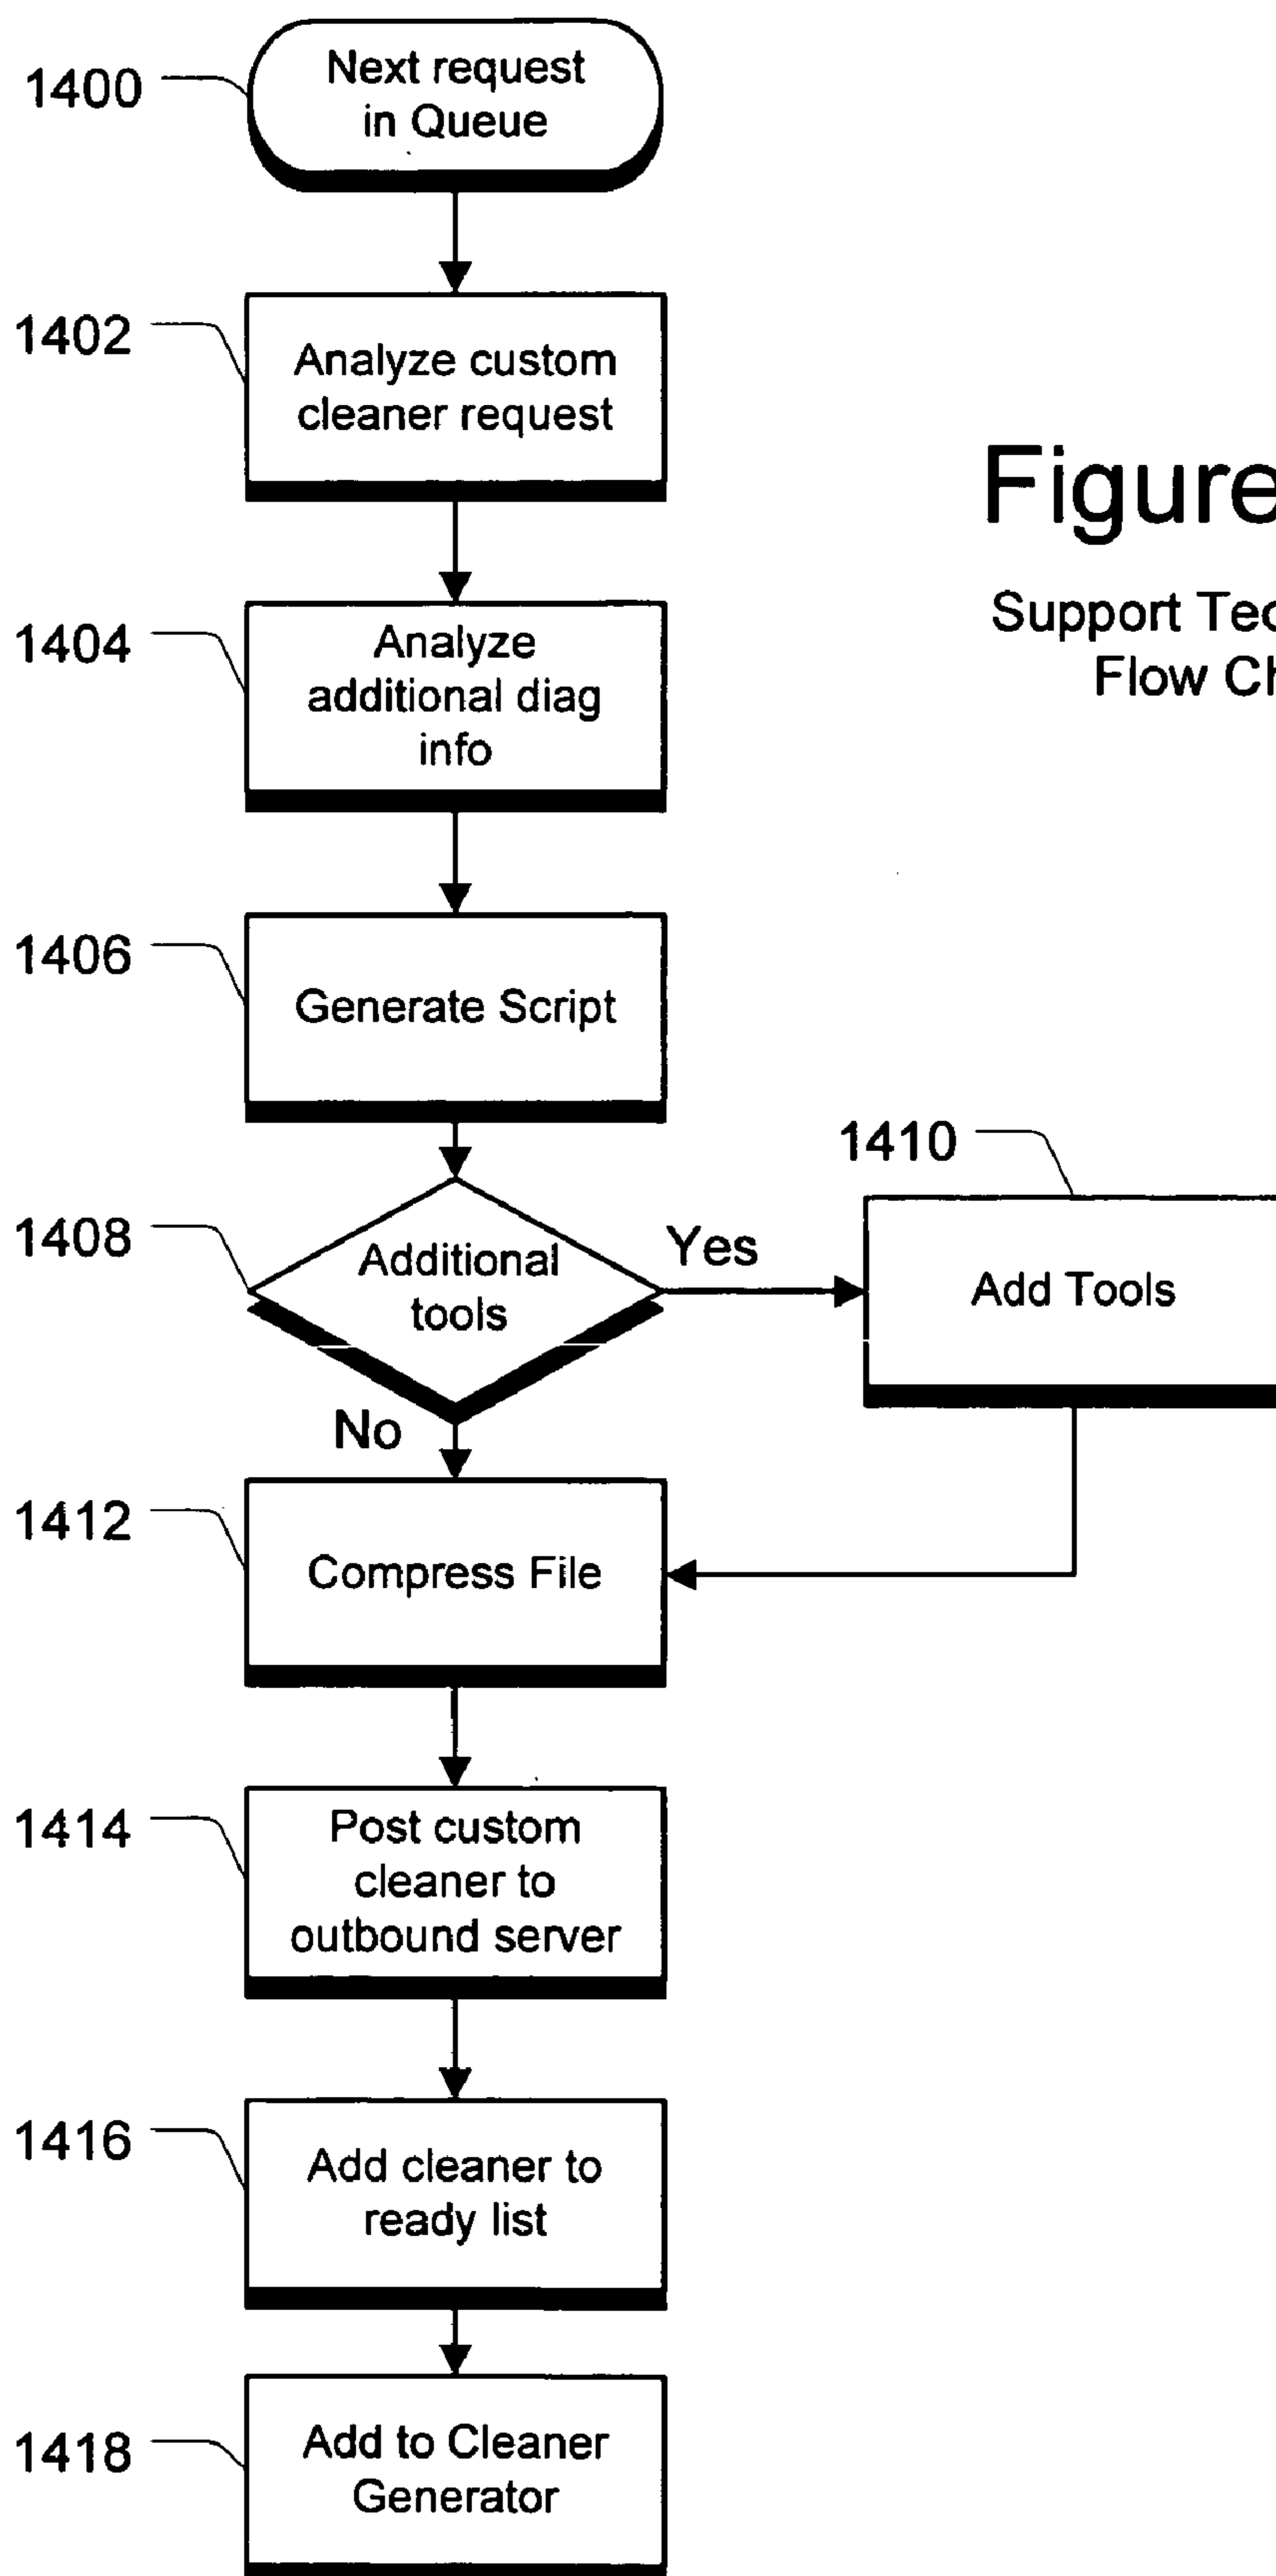 1400
Next request
in Queue
1402
Analyze custom
cleaner request
Figure
Support Tec
Flow Ch
1404
Analyze
additional diag
info
1406
Generate Script
1410
1408
Additional
tools
Yes
Add Tools
No
1412
Compress File
1414
Post custom
cleaner to
outbound server
1416
Add cleaner to
ready list
1418
Add to Cleaner
Generator